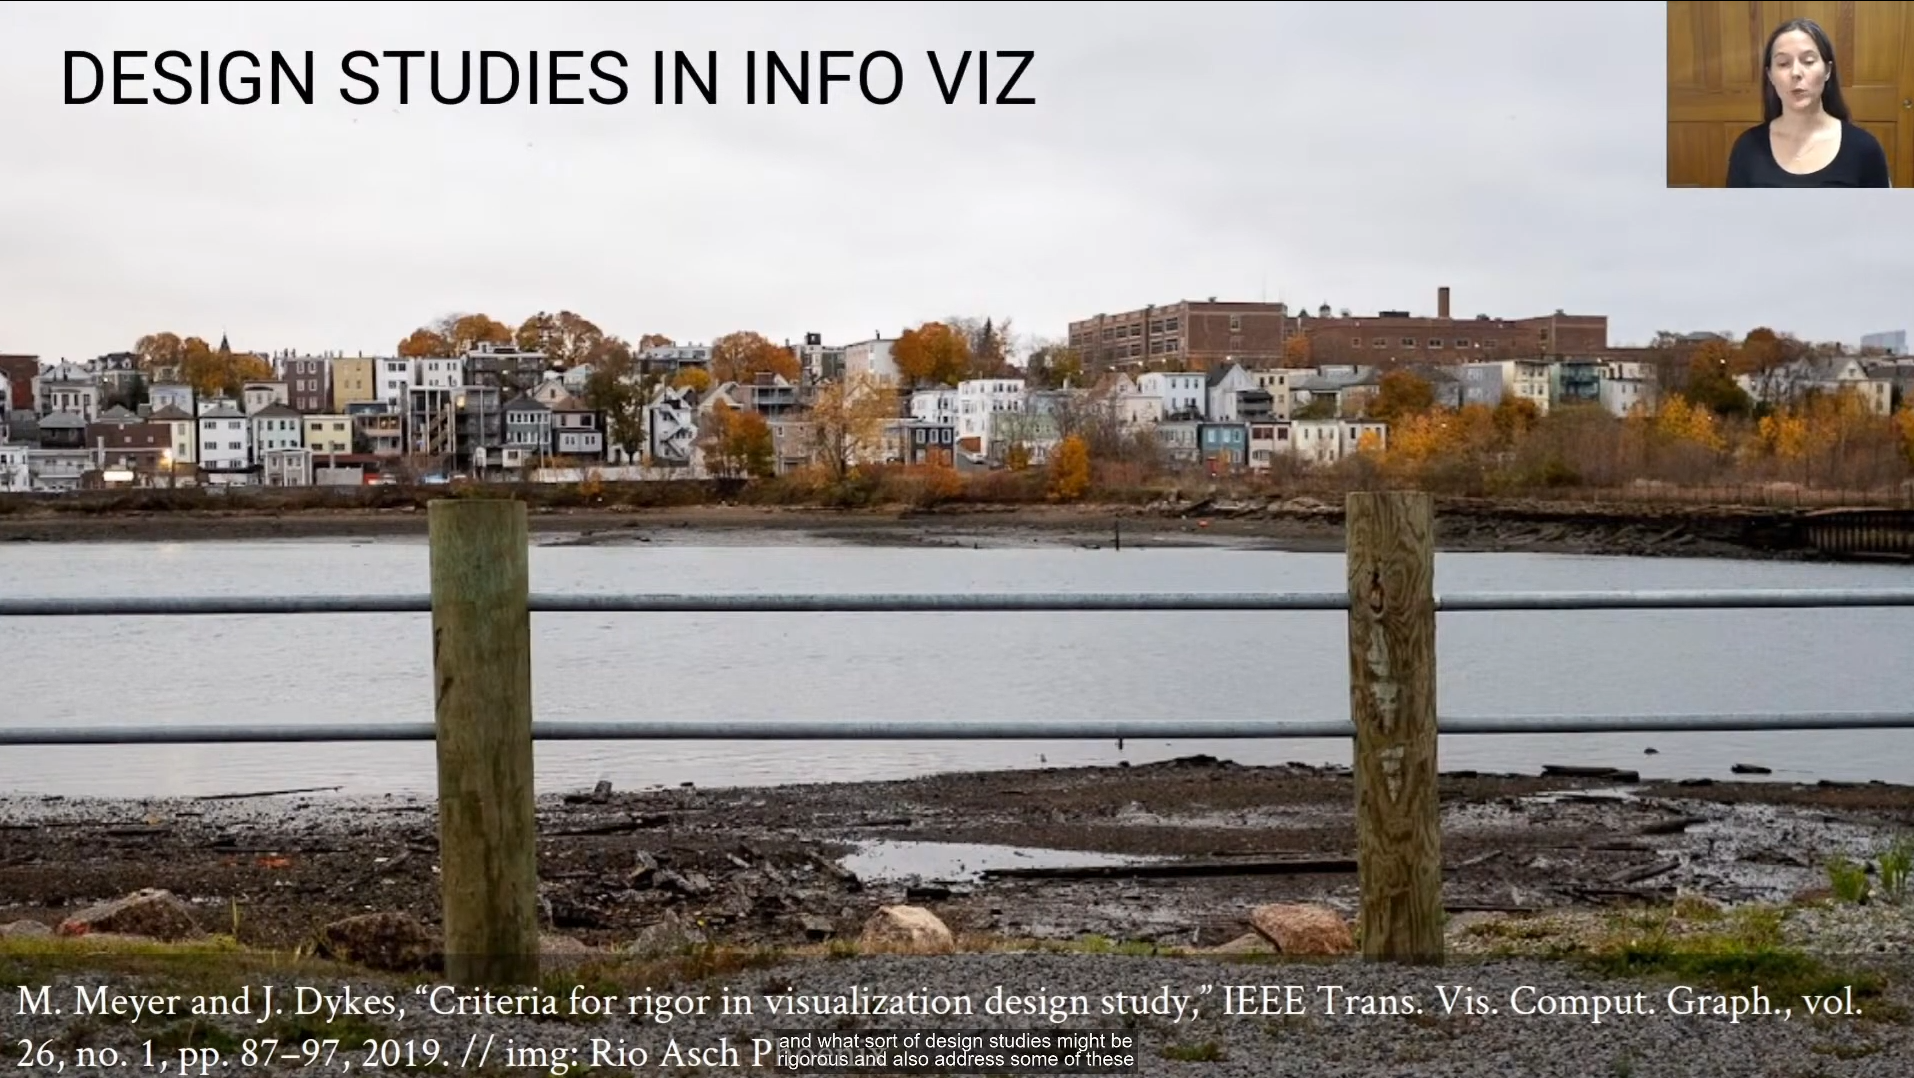 DESIGN STUDIES IN INFO VIZ
M. Meyer and J. Dykes, “Criteria for rigor in visualization design study,” IEEE Trans. Vis. Comput. Graph., vol.
26, no. 1, pp. 87–97, 2019. // img: Rio Asch P
and what sort of design studies might be
rigorous and also address some of these